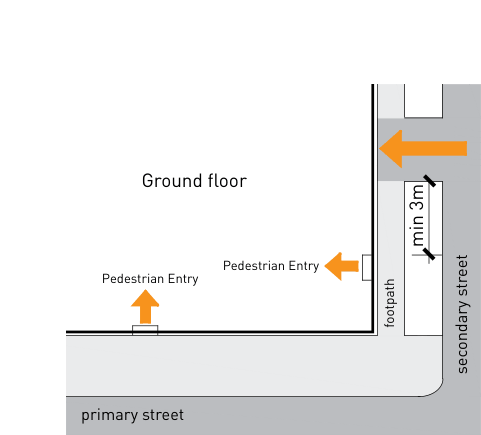 Ground floor
min 3m
Pedestrian Entry
Pedestrian Entry
footpath
secondary street
primary street